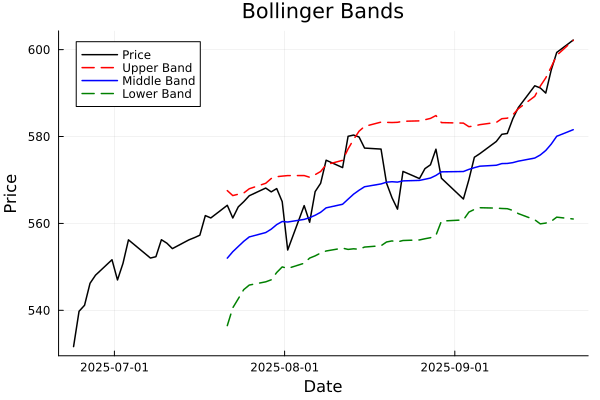 Bollinger Bands
Price
Upper Band
Middle Band
Lower Band
600
580
560
540
Price
2025-07-01
2025-08-01
2025-09-01
Date